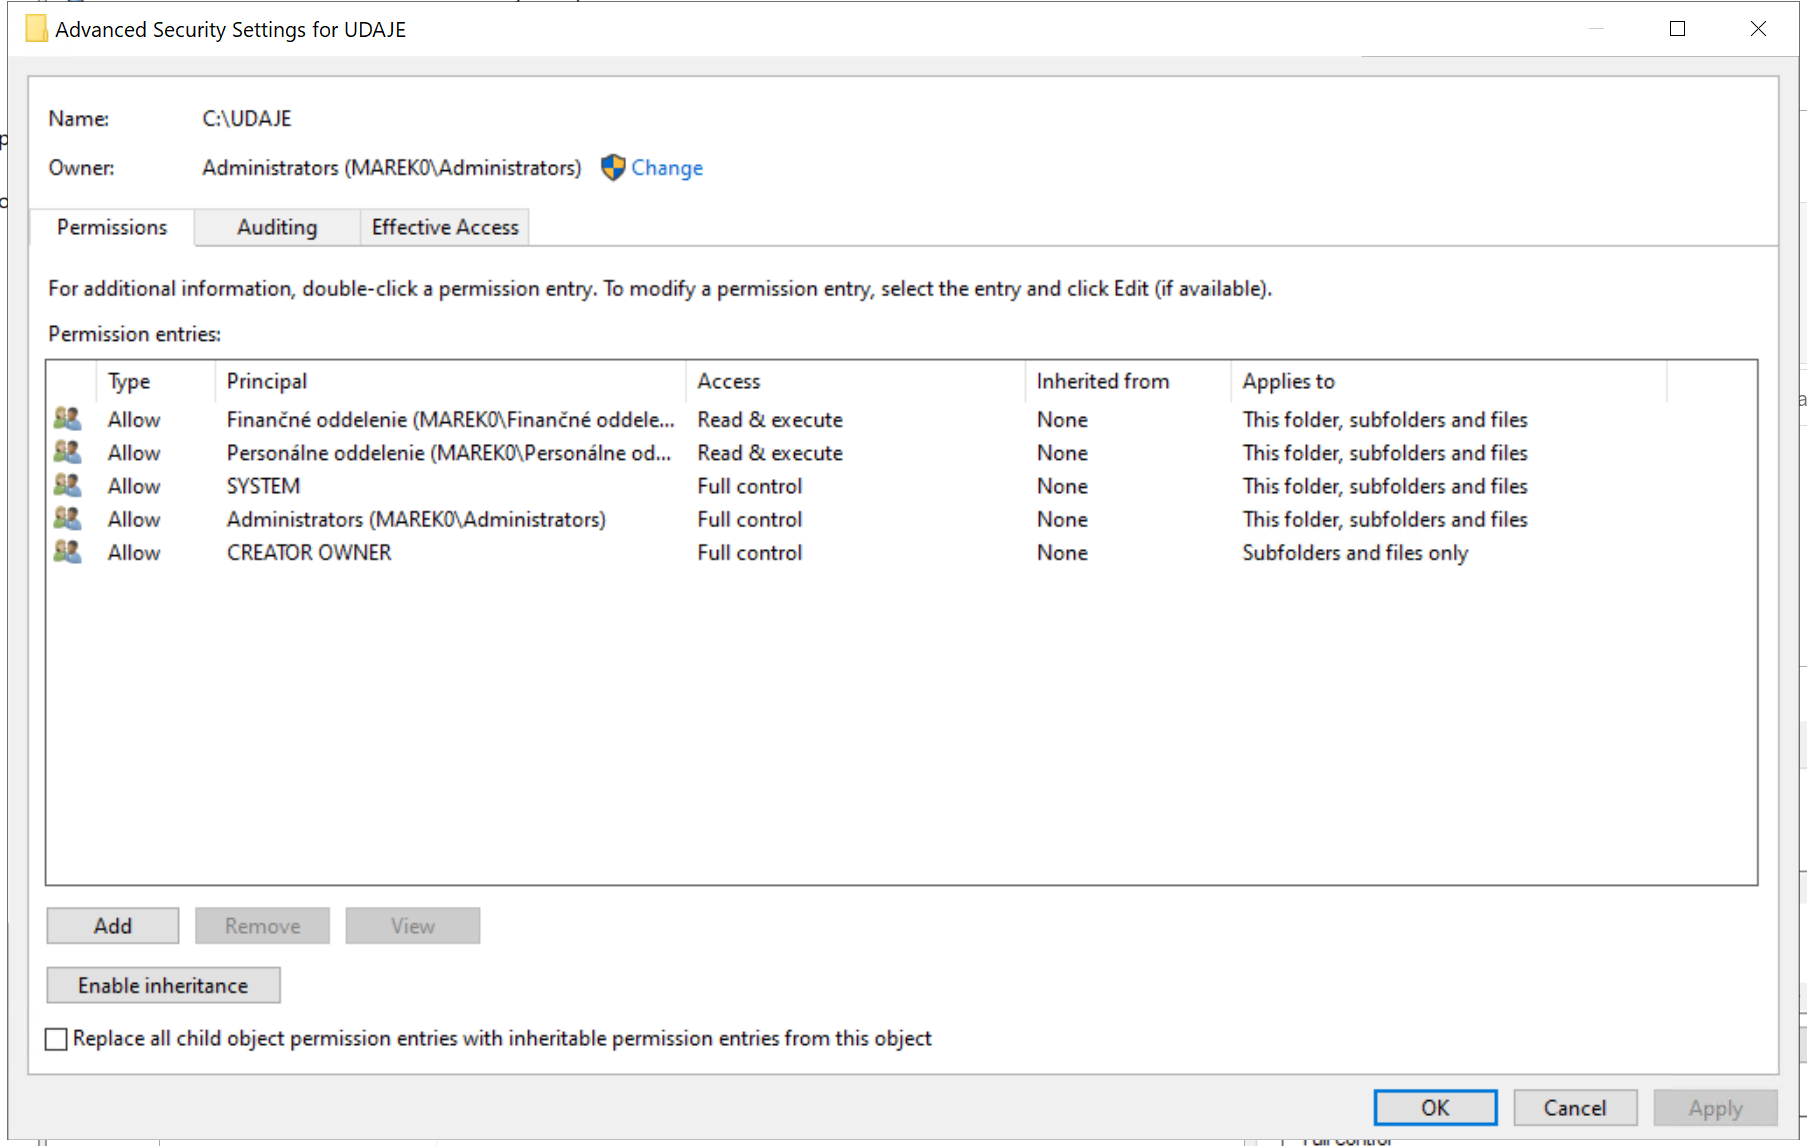 Advanced Security Settings for UDAJE
Name: C:\UDAJE
Owner: Administrators (MAREK0\Administrators) Change
Permissions Auditing Effective Access
For additional information, double-click a permission entry. To modify a permission entry, select the entry and click Edit (if available).
Permission entries:
Type Principal Access Inherited from Applies to
Allow Finančné oddelenie (MAREK0\Finančné oddele... Read & execute None This folder, subfolders and files
Allow Personálne oddelenie (MAREK0\Personálne od... Read & execute None This folder, subfolders and files
Allow SYSTEM Full control None This folder, subfolders and files
Allow Administrators (MAREK0\Administrators) Full control None This folder, subfolders and files
Allow CREATOR OWNER Full control None Subfolders and files only
Add Remove View
Enable inheritance
Replace all child object permission entries with inheritable permission entries from this object
OK Cancel Apply